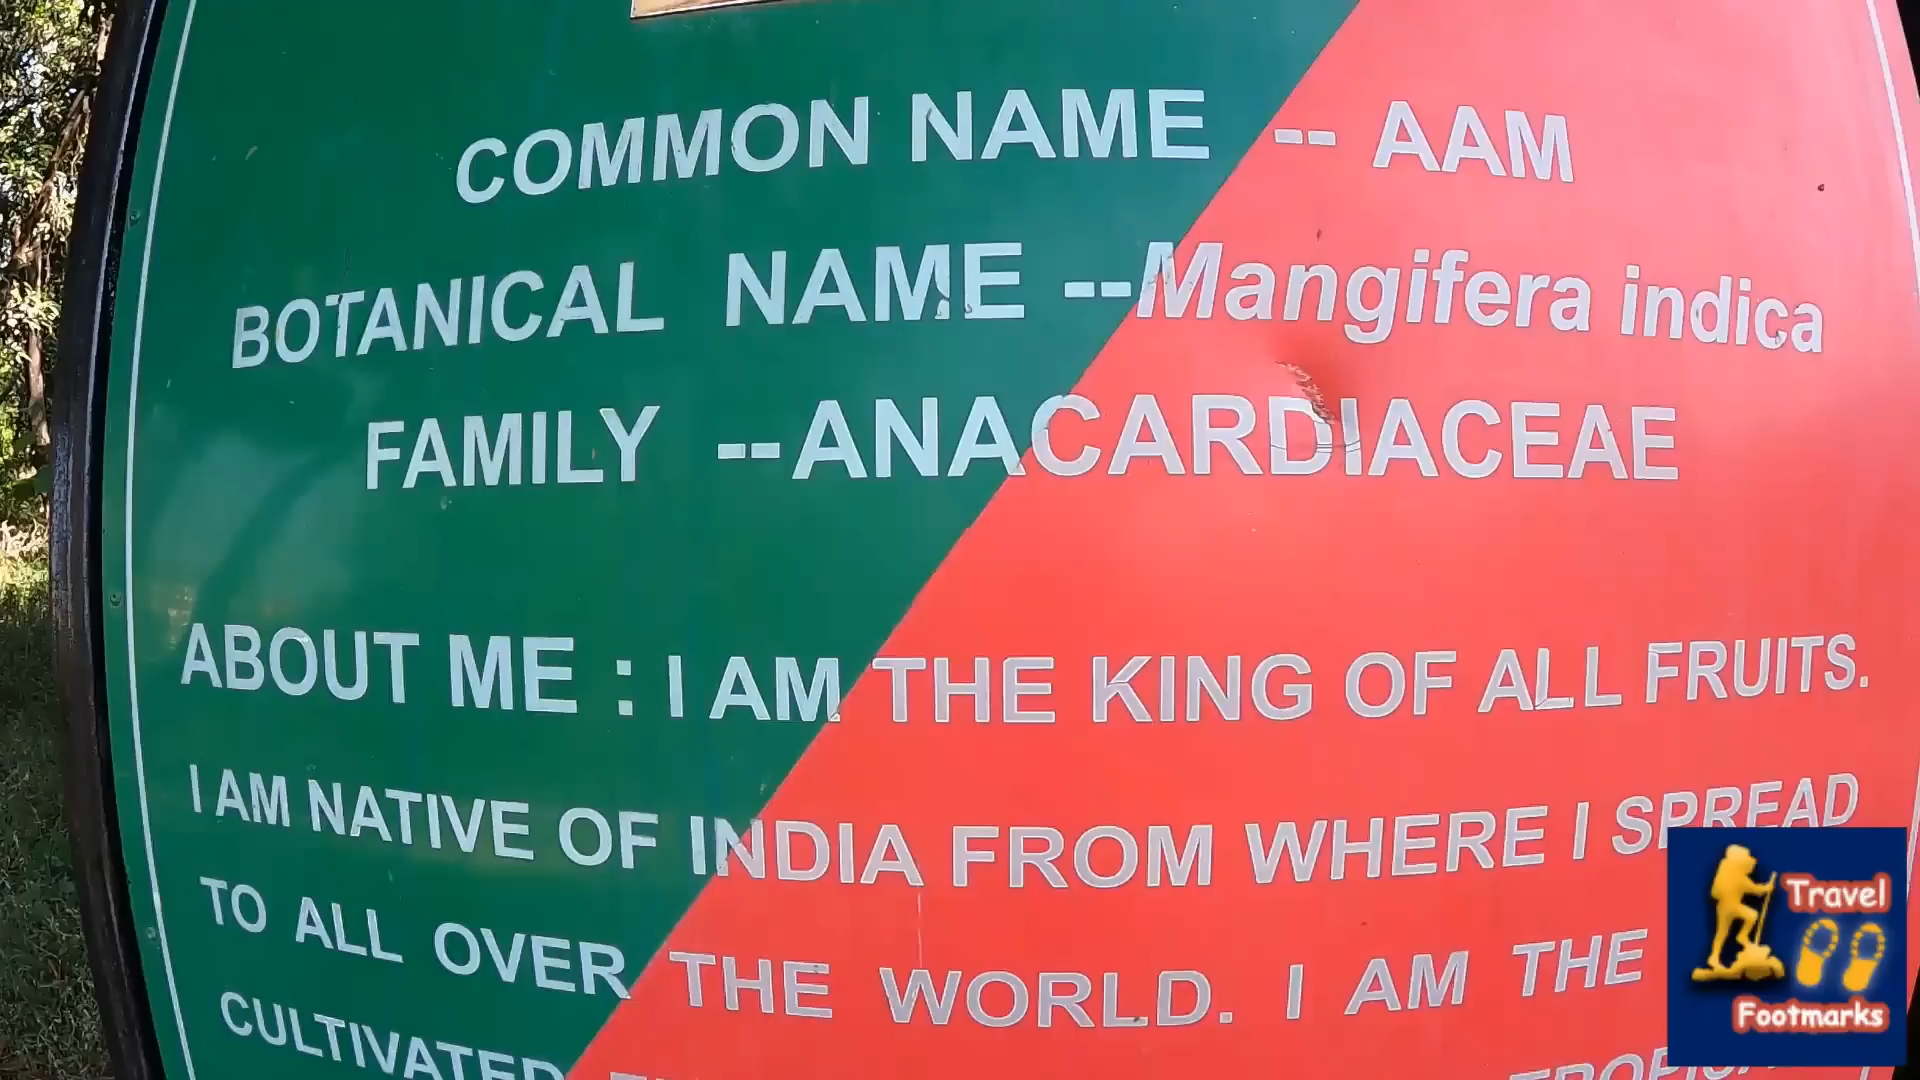 COMMON NAME -- AAM
BOTANICAL NAME --Mangifera indica
FAMILY --ANACARDIACEAE
ABOUT ME : I AM THE KING OF ALL FRUITS.
I AM NATIVE OF INDIA FROM WHERE I SPREAD
TO ALL OVER THE WORLD. I AM THE
CULTIVATED
Travel
Footmarks